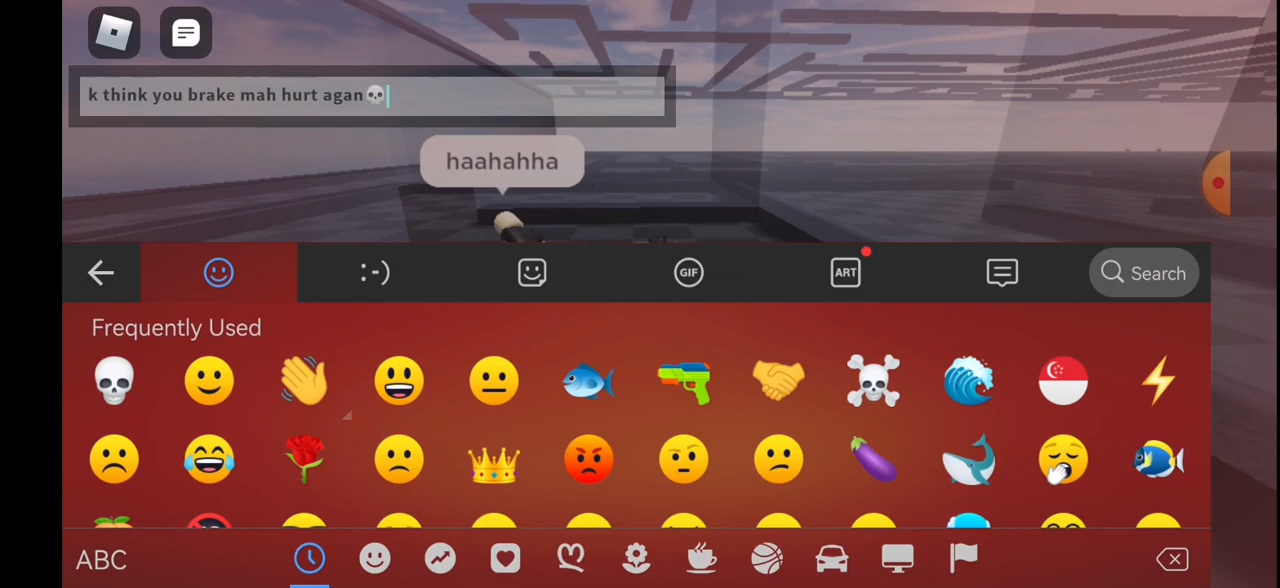 k think you brake mah hurt agan💀
haahahha
:-)
GIF
ART
Search
Frequently Used
ABC